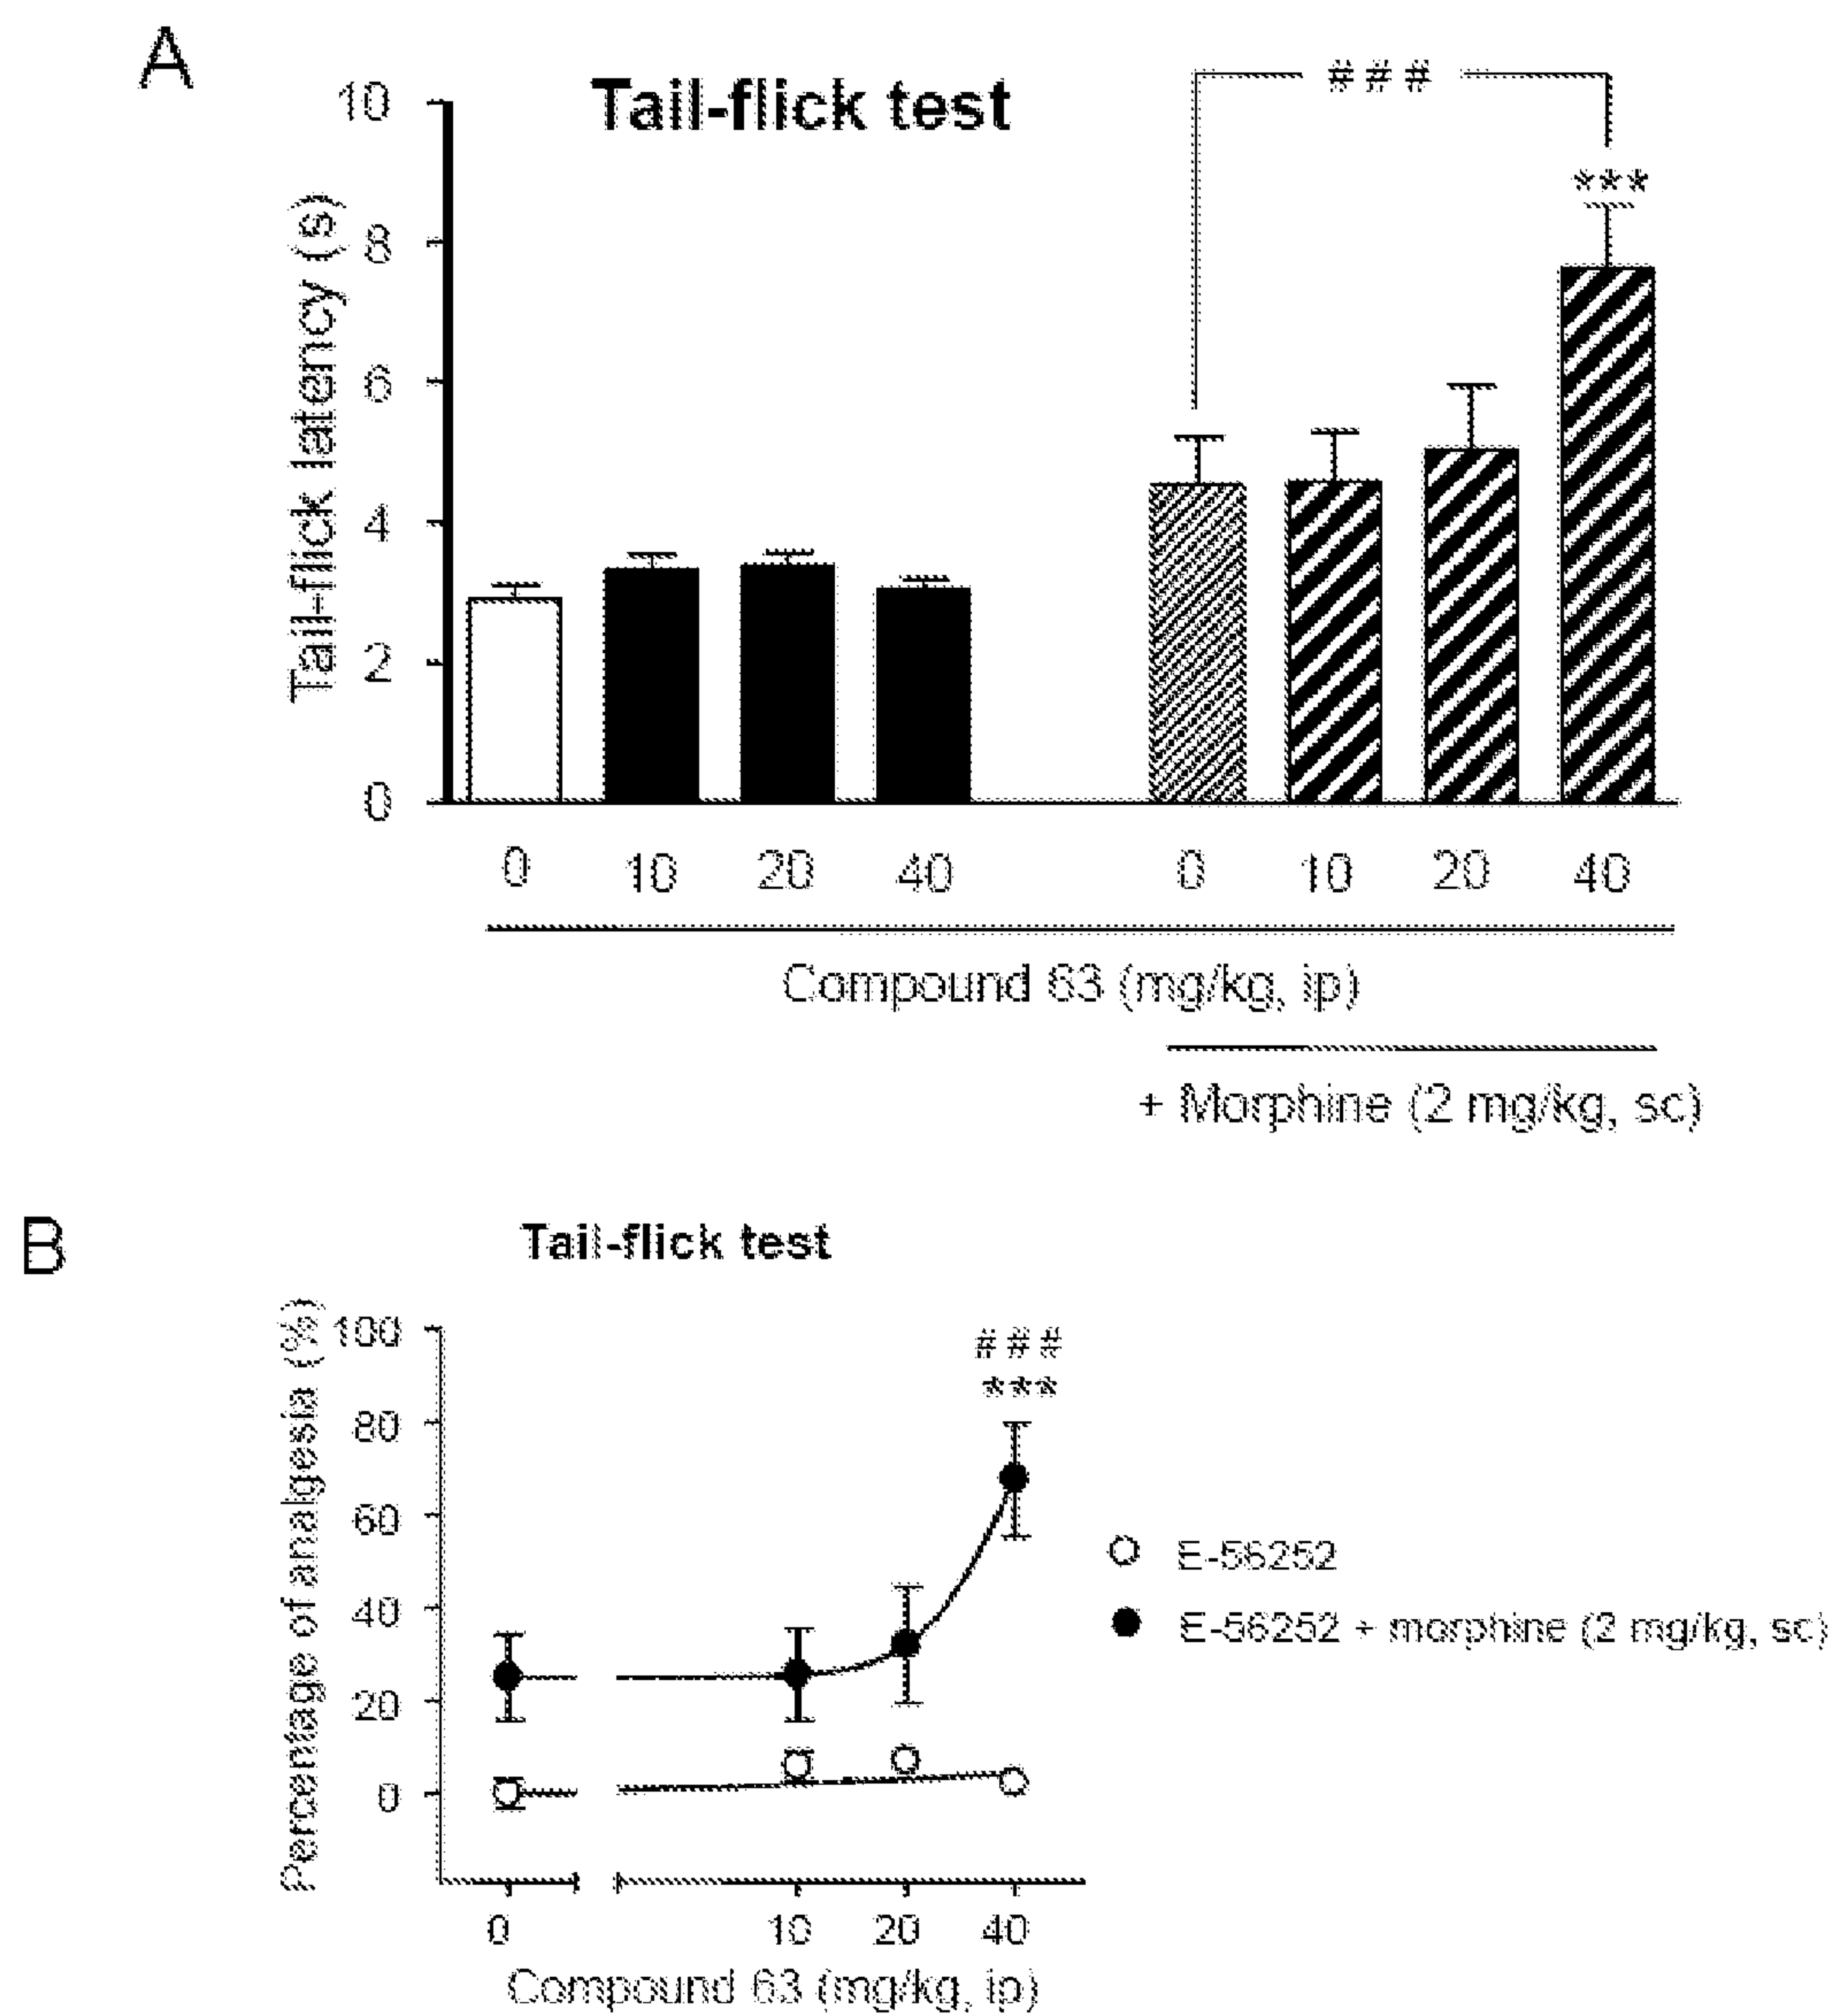 A
Tail-flick test
# # #
***
Tail-flick latency (s)
10
8
6
4
2
0
0 10 20 40 0 10 20 40
Compound 63 (mg/kg, ip)
+ Morphine (2 mg/kg, sc)
B
Tail-flick test
Percentage of analgesia (%)
100
80
60
40
20
0
# # #
***
E-56252
E-56252 + morphine (2 mg/kg, sc)
0 10 20 40
Compound 63 (mg/kg, ip)